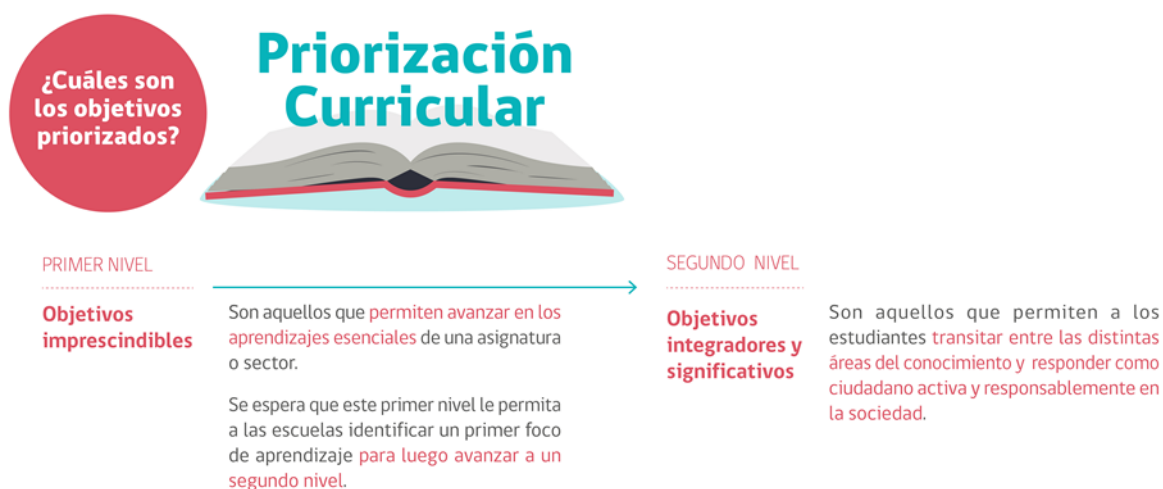 ¿Cuáles son
los objetivos
priorizados?
Priorización
Curricular
PRIMER NIVEL
Objetivos
imprescindibles
Son aquellos que permiten avanzar en los
aprendizajes esenciales de una asignatura
o sector.
Se espera que este primer nivel le permita
a las escuelas identificar un primer foco
de aprendizaje para luego avanzar a un
segundo nivel.
SEGUNDO NIVEL
Objetivos
integradores y
significativos
Son aquellos que permiten a los
estudiantes transitar entre las distintas
áreas del conocimiento y responder como
ciudadano activa y responsablemente en
la sociedad.